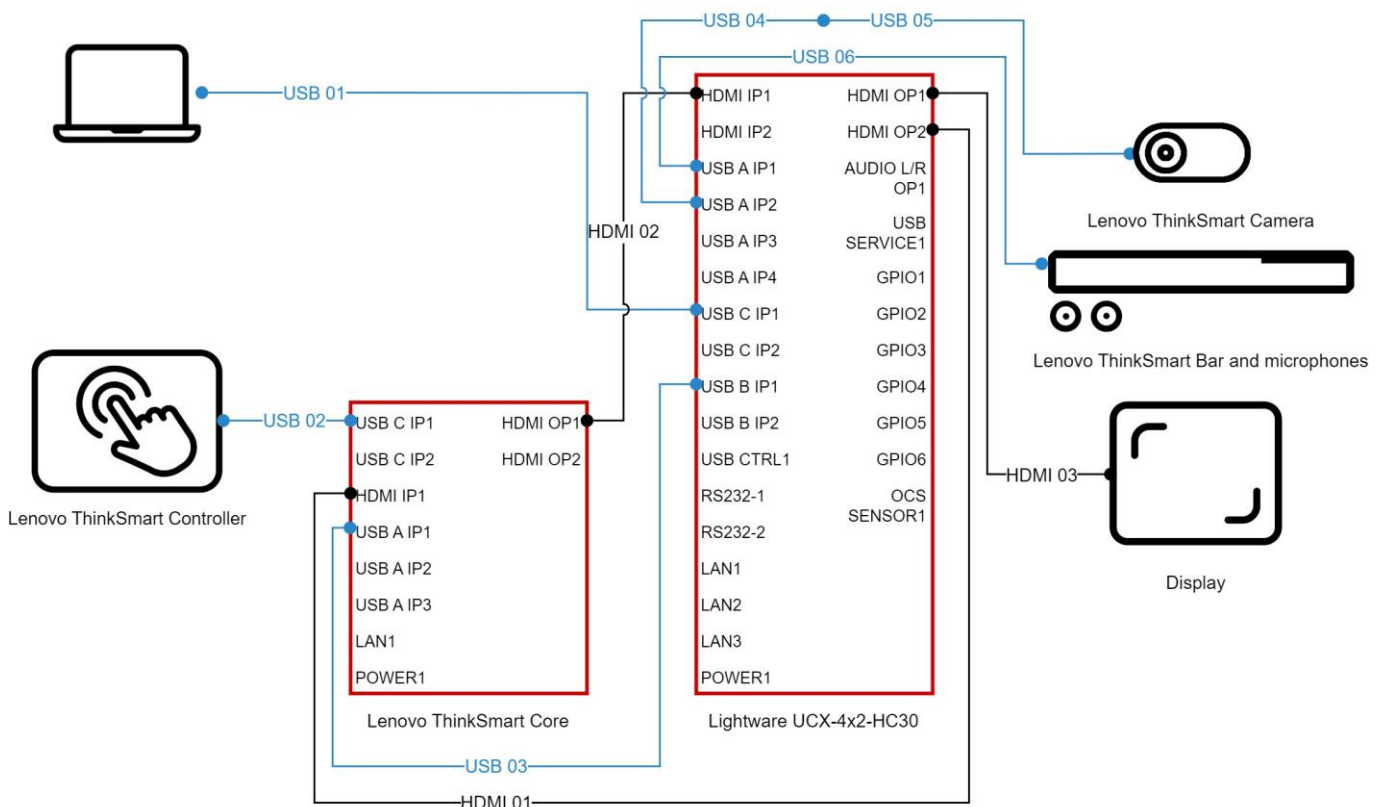 USB 04
USB 05
USB 06
USB 01
HDMI IP1
HDMI OP1
HDMI IP2
HDMI OP2
USB A IP1
AUDIO L/R
OP1
USB A IP2
USB
SERVICE1
HDMI 02
USB A IP3
USB A IP4
GPIO1
USB C IP1
GPIO2
USB C IP2
GPIO3
USB B IP1
GPIO4
USB B IP2
GPIO5
USB CTRL1
GPIO6
RS232-1
OCS
SENSOR1
RS232-2
LAN1
LAN2
LAN3
POWER1
Lightware UCX-4x2-HC30
Lenovo ThinkSmart Camera
Lenovo ThinkSmart Bar and microphones
HDMI 03
Display
USB 02
Lenovo ThinkSmart Controller
USB C IP1
HDMI OP1
USB C IP2
HDMI OP2
HDMI IP1
USB A IP1
USB A IP2
USB A IP3
LAN1
POWER1
Lenovo ThinkSmart Core
USB 03
HDMI 01